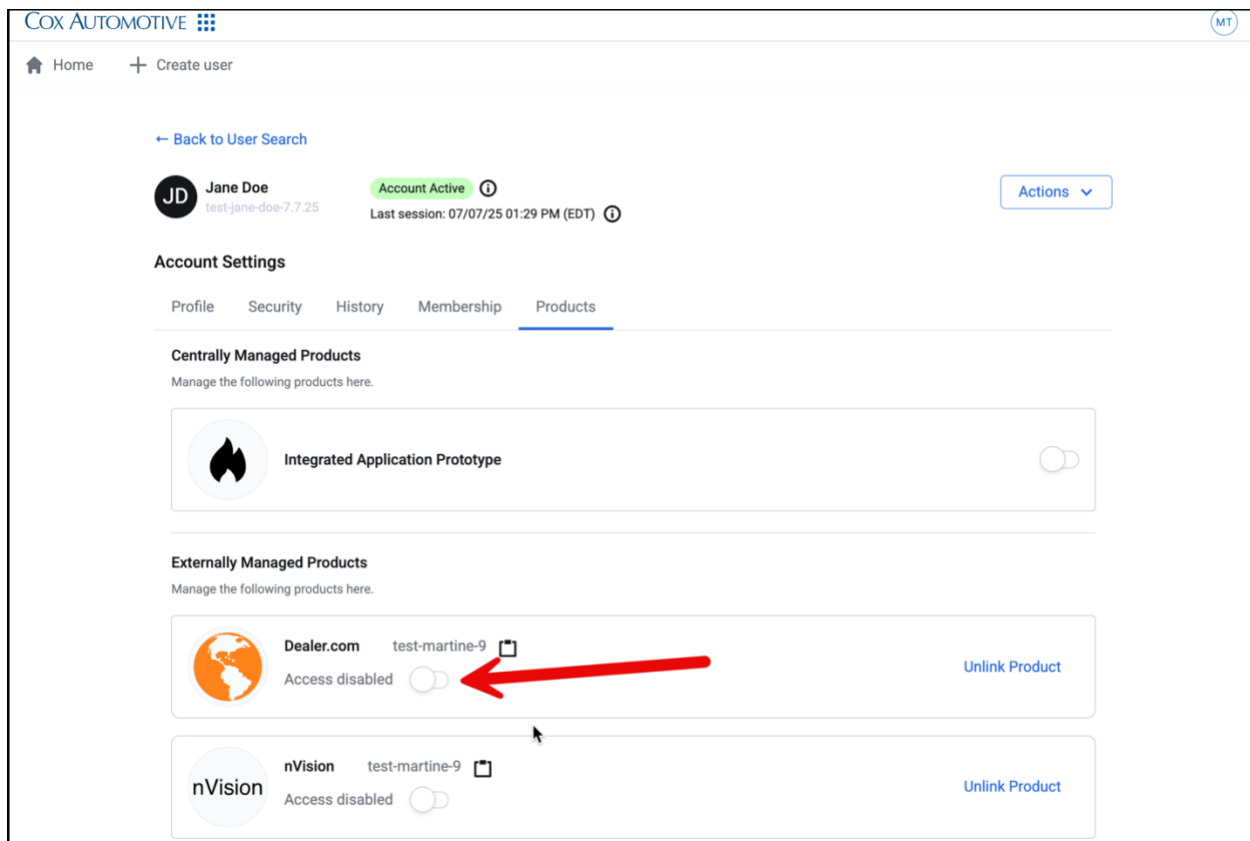 COX AUTOMOTIVE
MT
Home
Create user
← Back to User Search
JD
Jane Doe
Account Active
Actions
test-jane-doe-7.7.25
Last session: 07/07/25 01:29 PM (EDT)
Account Settings
Profile Security History Membership Products
Centrally Managed Products
Manage the following products here.
Integrated Application Prototype
Externally Managed Products
Manage the following products here.
Dealer.com test-martine-9
Access disabled
Unlink Product
nVision
nVision test-martine-9
Access disabled
Unlink Product